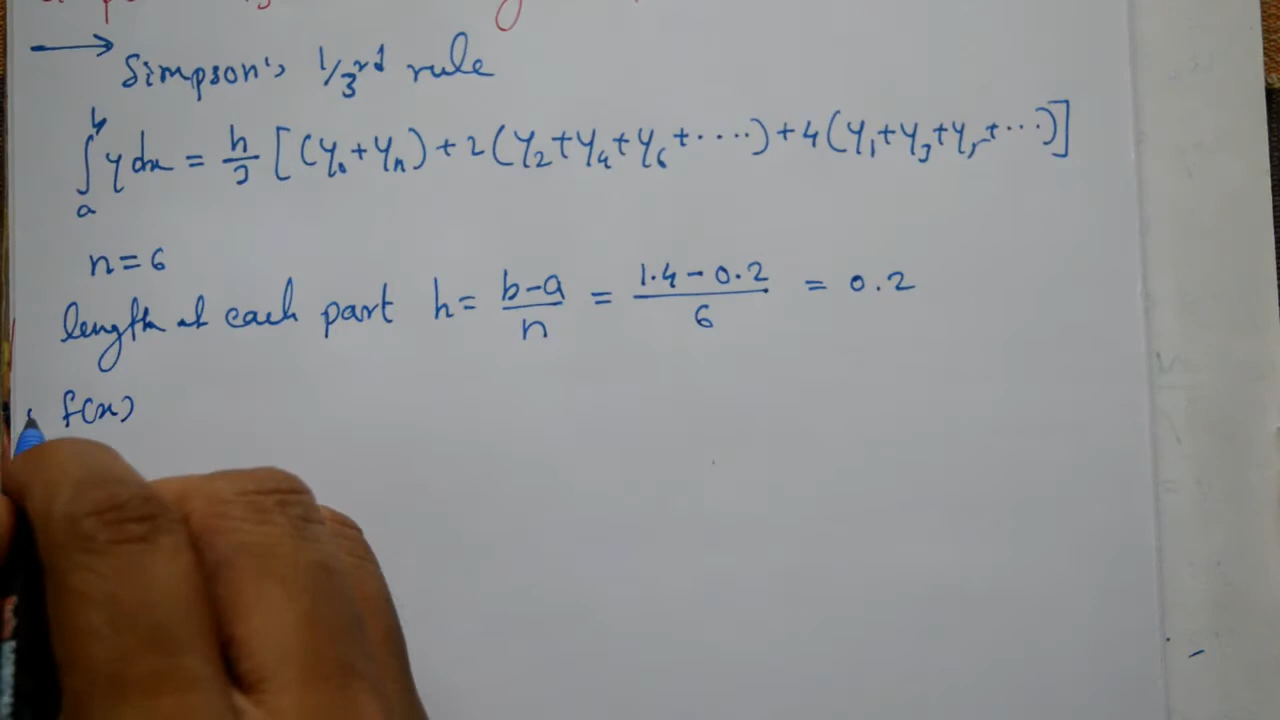 Simpson's 1/3rd rule
∫ₐᵇ y dx = h/3 [(y₀+yₙ)+2(y₂+y₄+y₆+.....)+4(y₁+y₃+y₅+...)]
n=6
length of each part h = b-a/n = 1.4-0.2/6 = 0.2
f(x)